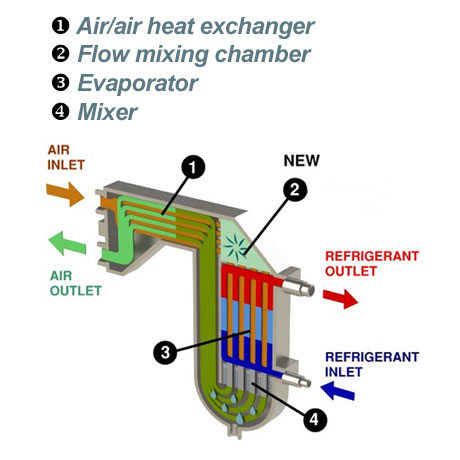 ❶ Air/air heat exchanger
❷ Flow mixing chamber
❸ Evaporator
❹ Mixer
AIR
INLET
1
NEW
2
AIR
OUTLET
REFRIGERANT
OUTLET
3
REFRIGERANT
INLET
4